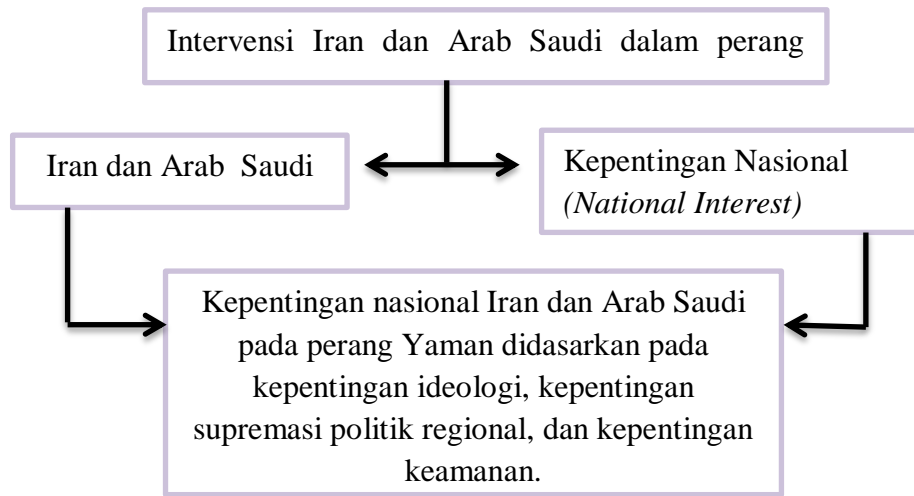 Intervensi Iran dan Arab Saudi dalam perang
Iran dan Arab Saudi
Kepentingan Nasional
(National Interest)
Kepentingan nasional Iran dan Arab Saudi
pada perang Yaman didasarkan pada
kepentingan ideologi, kepentingan
supremasi politik regional, dan kepentingan
keamanan.